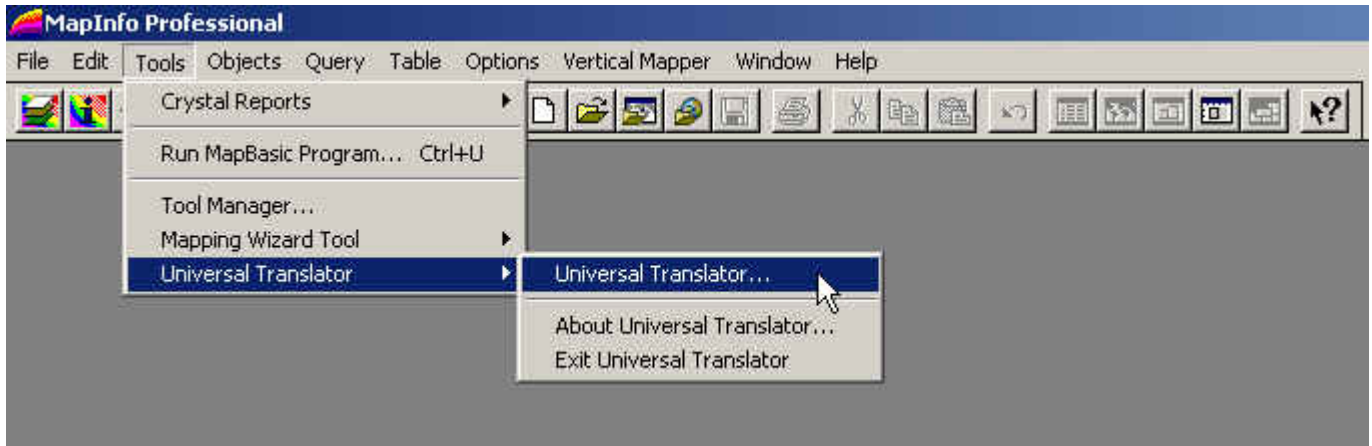 MapInfo Professional
File Edit Tools Objects Query Table Options Vertical Mapper Window Help
Crystal Reports
Run MapBasic Program... Ctrl+U
Tool Manager...
Mapping Wizard Tool
Universal Translator
Universal Translator...
About Universal Translator...
Exit Universal Translator